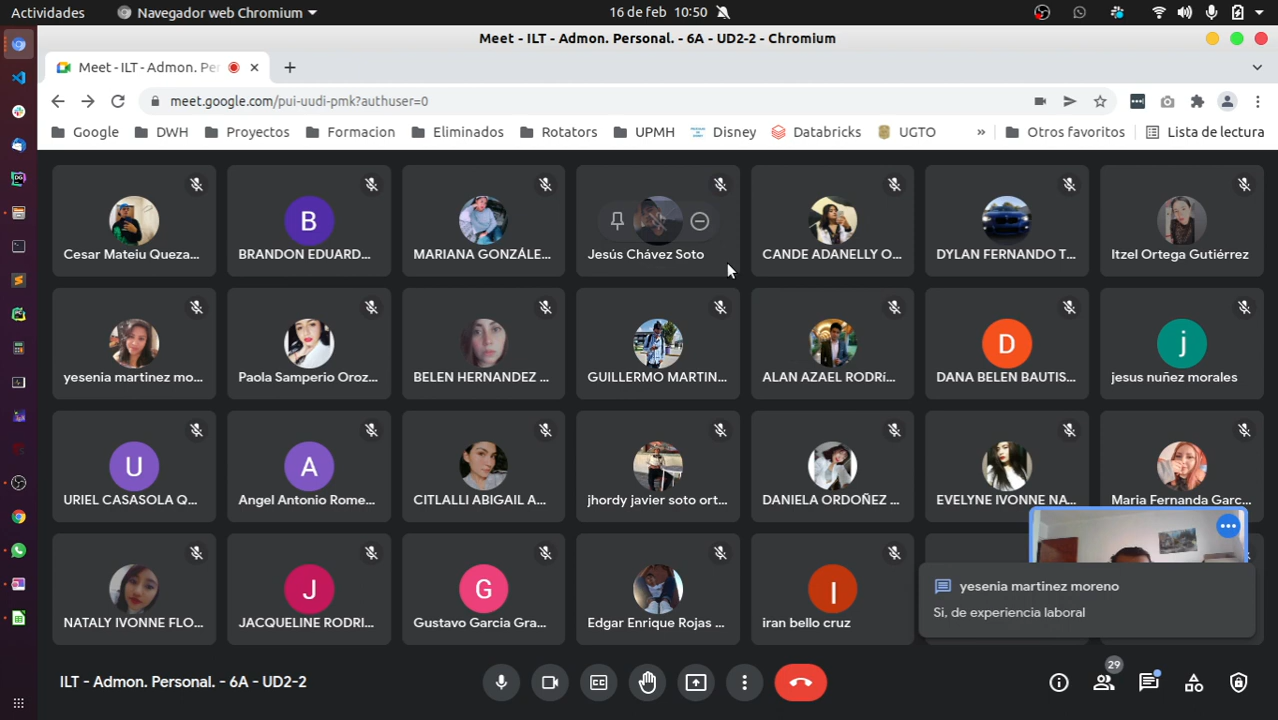 Actividades
Navegador web Chromium
16 de feb 10:50
Meet - ILT - Admon. Personal. - 6A - UD2-2 - Chromium
Meet - ILT - Admon. Per
meet.google.com/pui-uudi-pmk?authuser=0
Google
DWH
Proyectos
Formacion
Eliminados
Rotators
UPMH
Disney
Databricks
UGTO
»
Otros favoritos
Lista de lectura
Cesar Mateiu Queza...
B
BRANDON EDUARD...
MARIANA GONZÁLE...
Jesús Chávez Soto
CANDE ADANELLY O...
DYLAN FERNANDO T...
Itzel Ortega Gutiérrez
yesenia martinez mo...
Paola Samperio Oroz...
BELEN HERNANDEZ ...
GUILLERMO MARTIN...
ALAN AZAEL RODRí...
D
DANA BELEN BAUTIS...
j
jesus nuñez morales
U
URIEL CASASOLA Q...
A
Angel Antonio Rome...
CITLALLI ABIGAIL A...
jhordy javier soto ort...
DANIELA ORDOÑEZ ...
EVELYNE IVONNE NA...
Maria Fernanda Garc...
NATALY IVONNE FLO...
J
JACQUELINE RODRI...
G
Gustavo Garcia Gra...
Edgar Enrique Rojas ...
I
iran bello cruz
yesenia martinez moreno
Si, de experiencia laboral
ILT - Admon. Personal. - 6A - UD2-2
29